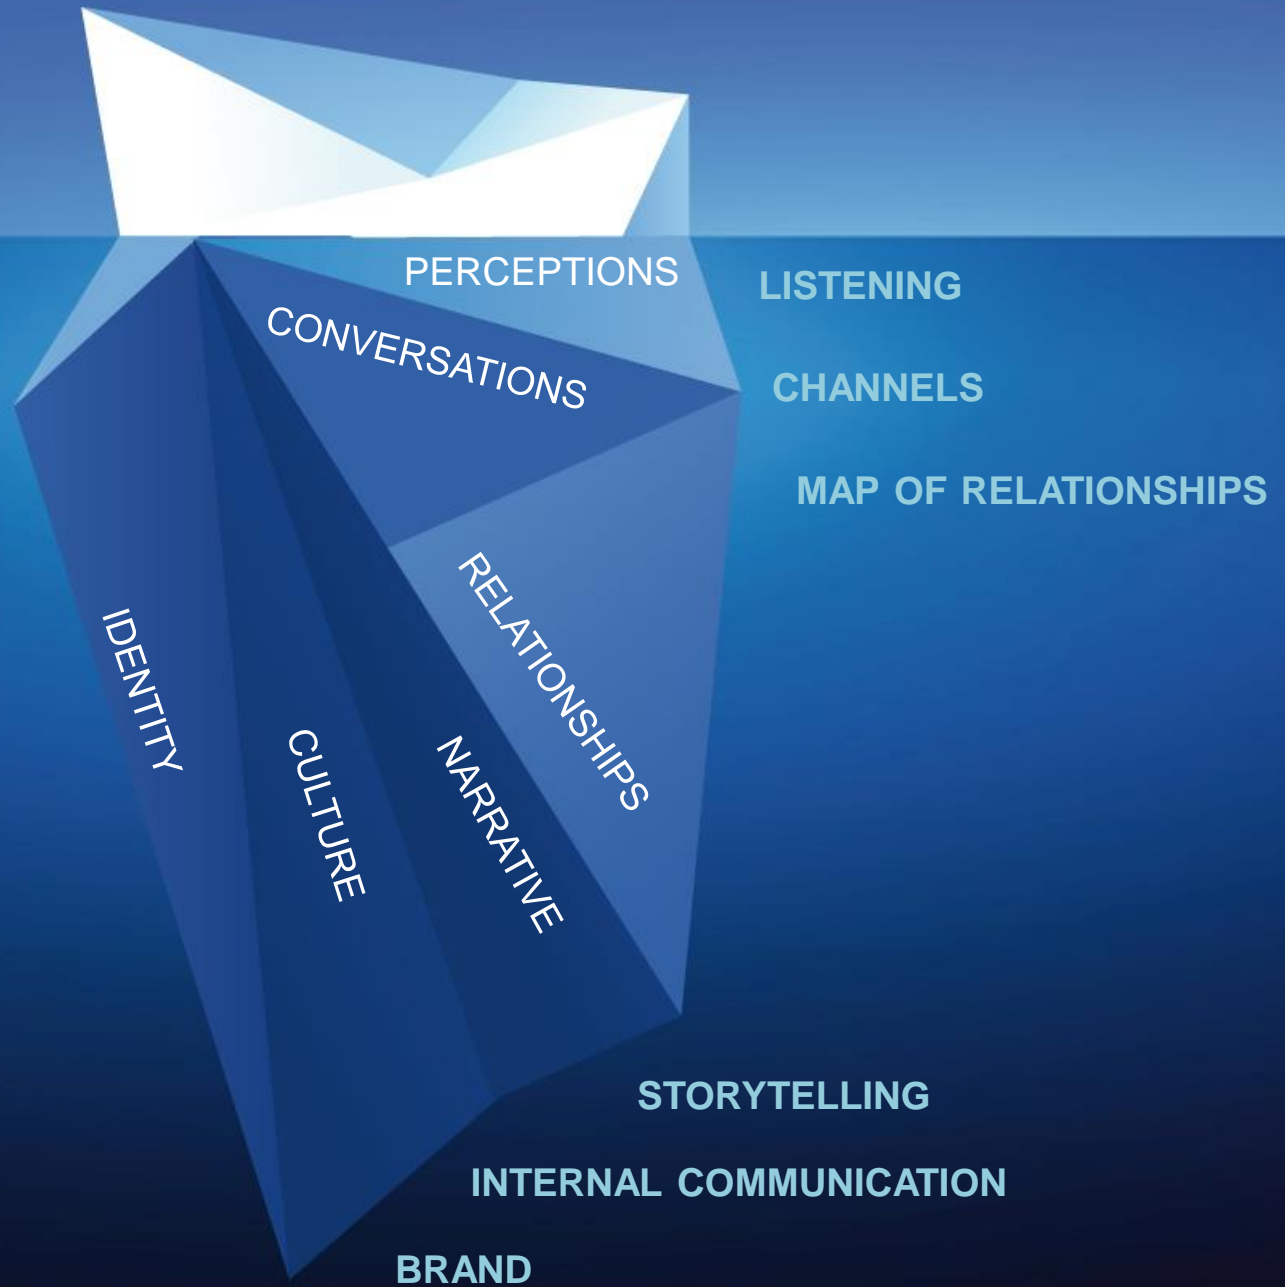 PERCEPTIONS
LISTENING
CONVERSATIONS
CHANNELS
MAP OF RELATIONSHIPS
RELATIONSHIPS
IDENTITY
CULTURE
NARRATIVE
STORYTELLING
INTERNAL COMMUNICATION
BRAND